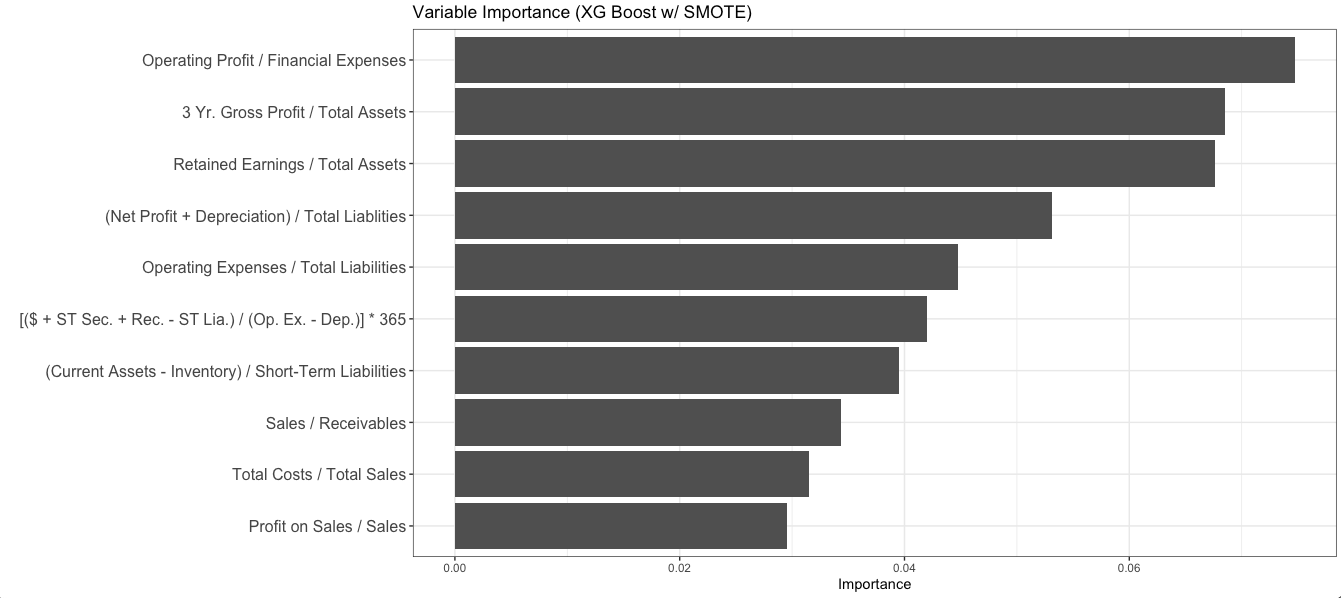 Variable Importance (XG Boost w/ SMOTE)
Operating Profit / Financial Expenses
3 Yr. Gross Profit / Total Assets
Retained Earnings / Total Assets
(Net Profit + Depreciation) / Total Liablities
Operating Expenses / Total Liabilities
[($ + ST Sec. + Rec. - ST Lia.) / (Op. Ex. - Dep.)] * 365
(Current Assets - Inventory) / Short-Term Liabilities
Sales / Receivables
Total Costs / Total Sales
Profit on Sales / Sales
0.00 0.02 0.04 0.06
Importance